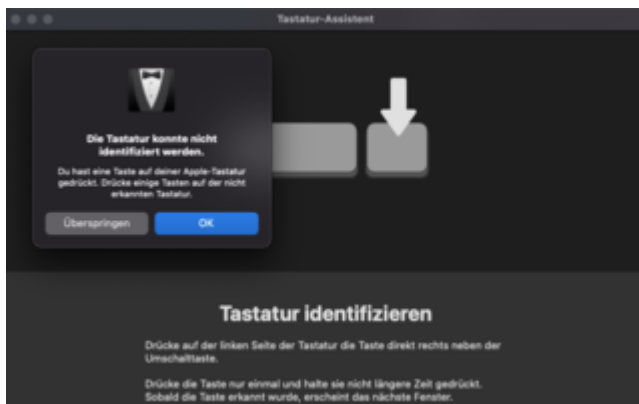 Tastatur-Assistent
Die Tastatur konnte nicht
identifiziert werden.
Du hast eine Taste auf deiner Apple-Tastatur
gedrückt. Drücke einige Tasten auf der nicht
erkannten Tastatur.
Überspringen
OK
Tastatur identifizieren
Drücke auf der linken Seite der Tastatur die Taste direkt rechts neben der
Umschalttaste.
Drücke die Taste nur einmal und halte sie nicht längere Zeit gedrückt.
Sobald die Taste erkannt wurde, erscheint das nächste Fenster.